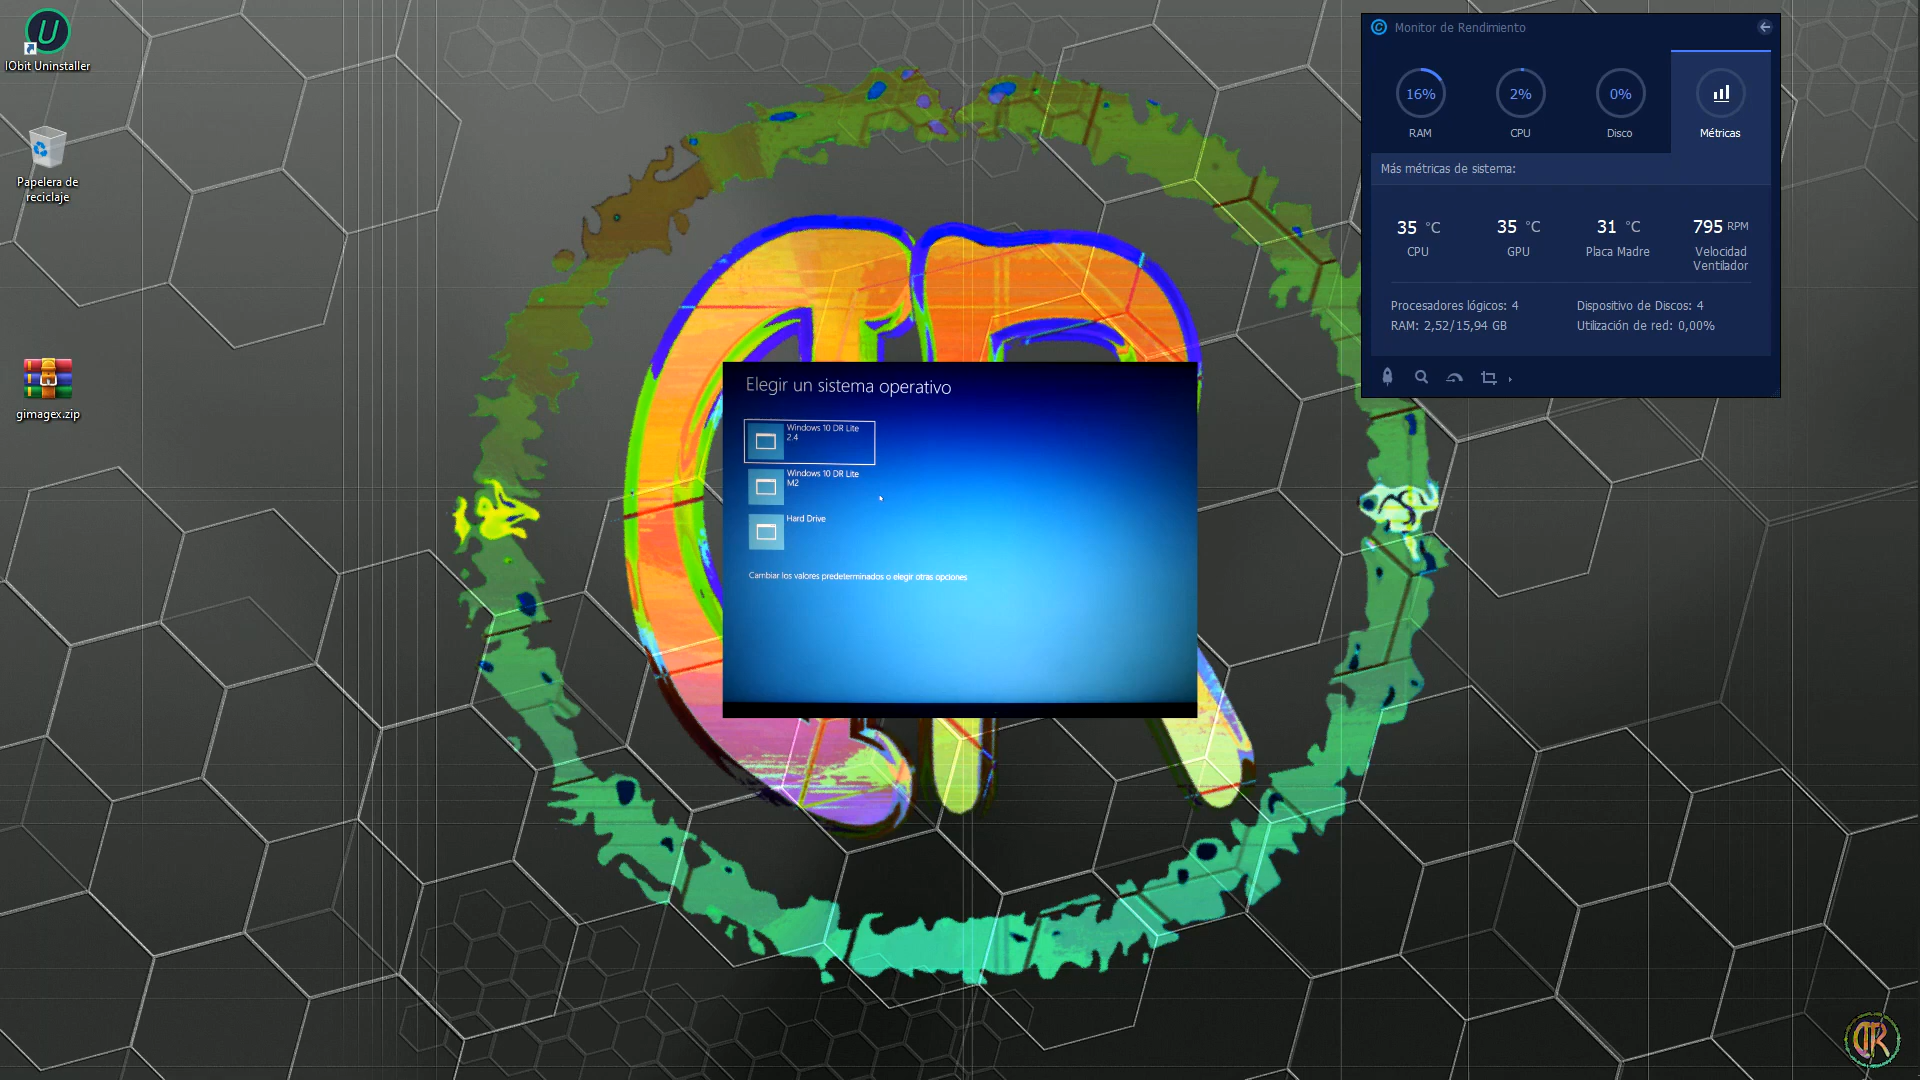 IObit Uninstaller
Papelera de
reciclaje
gimagex.zip
Elegir un sistema operativo
Windows 10 DR Lite
2.4
Windows 10 DR Lite
M2
Hard Drive
Cambiar los valores predeterminados o elegir otras opciones
Monitor de Rendimiento
16%
2%
0%
RAM
CPU
Disco
Métricas
Más métricas de sistema:
35 °C
35 °C
31 °C
795 RPM
CPU
GPU
Placa Madre
Velocidad
Ventilador
Procesadores lógicos: 4
Dispositivo de Discos: 4
RAM: 2,52/15,94 GB
Utilización de red: 0,00%